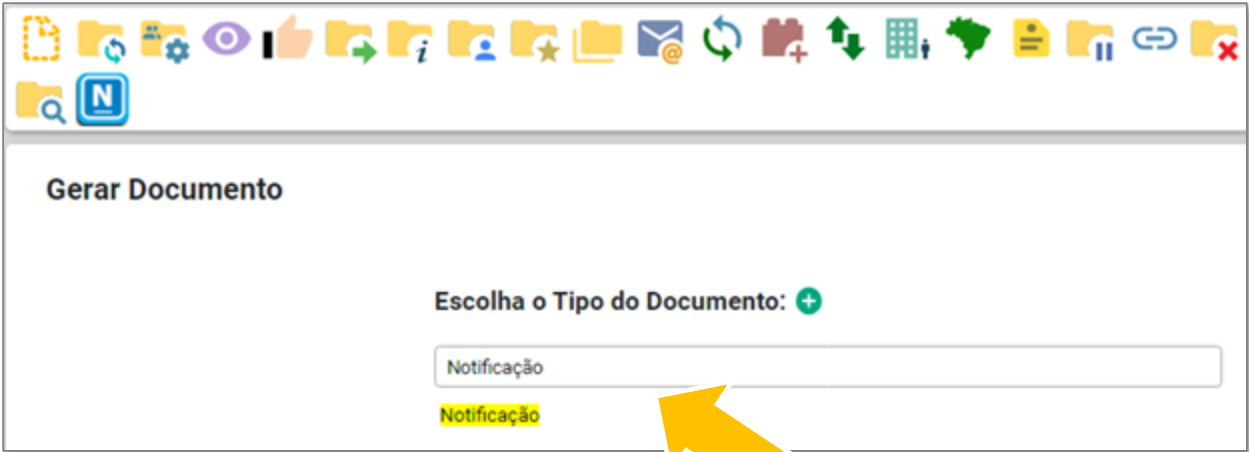 N
Gerar Documento
Escolha o Tipo do Documento:
Notificação
Notificação